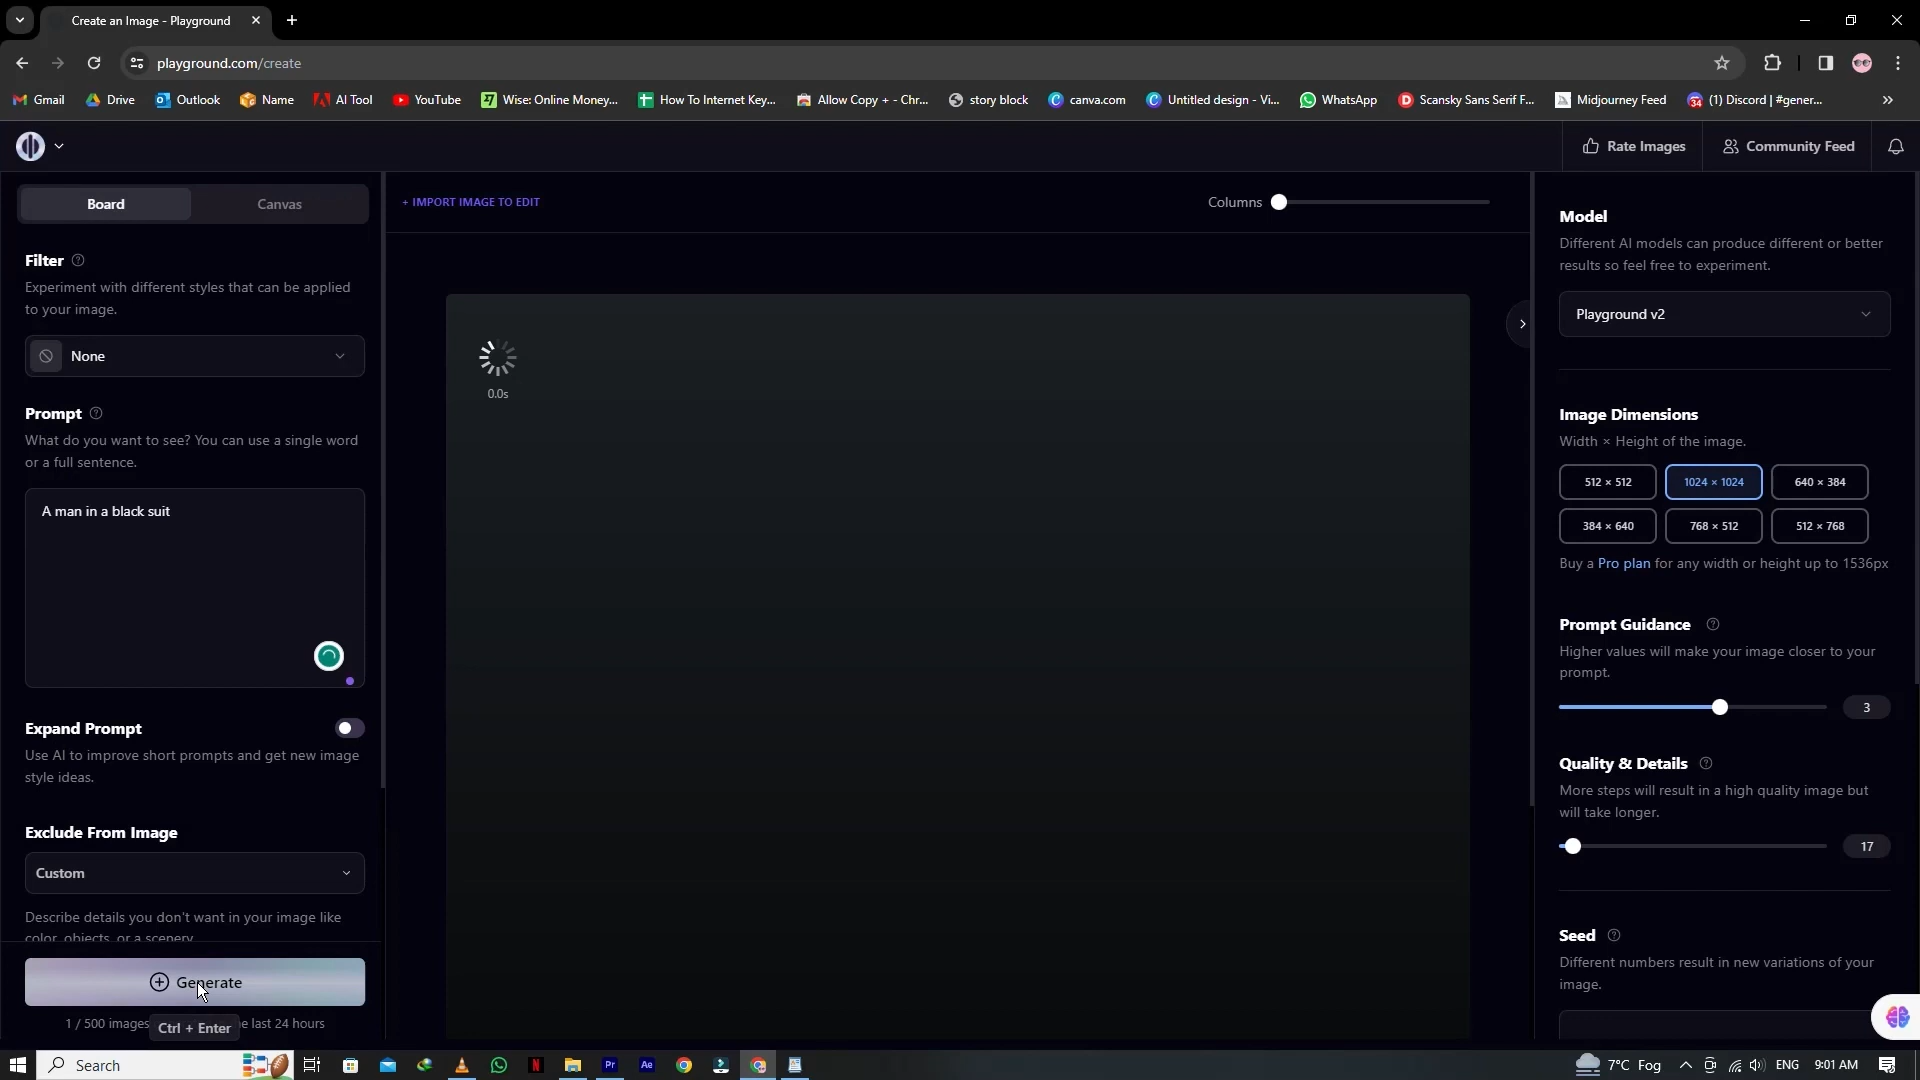 Create an Image - Playground
playground.com/create
Gmail
Drive
Outlook
Name
AI Tool
YouTube
Wise: Online Money...
How To Internet Key...
Allow Copy + - Chr...
story block
canva.com
Untitled design - Vi...
WhatsApp
Scansky Sans Serif F...
Midjourney Feed
(1) Discord | #gener...
Rate Images
Community Feed
Board
Canvas
+ IMPORT IMAGE TO EDIT
Columns
Filter
Experiment with different styles that can be applied
to your image.
None
Prompt
What do you want to see? You can use a single word
or a full sentence.
A man in a black suit
Expand Prompt
Use AI to improve short prompts and get new image
style ideas.
Exclude From Image
Custom
Describe details you don't want in your image like
color, objects, or a scenery
Generate
1 / 500 images
e last 24 hours
Ctrl + Enter
0.0s
Model
Different AI models can produce different or better
results so feel free to experiment.
Playground v2
Image Dimensions
Width × Height of the image.
512 × 512
1024 × 1024
640 × 384
384 × 640
768 × 512
512 × 768
Buy a Pro plan for any width or height up to 1536px
Prompt Guidance
Higher values will make your image closer to your
prompt.
3
Quality & Details
More steps will result in a high quality image but
will take longer.
17
Seed
Different numbers result in new variations of your
image.
Search
7°C Fog
ENG
9:01 AM